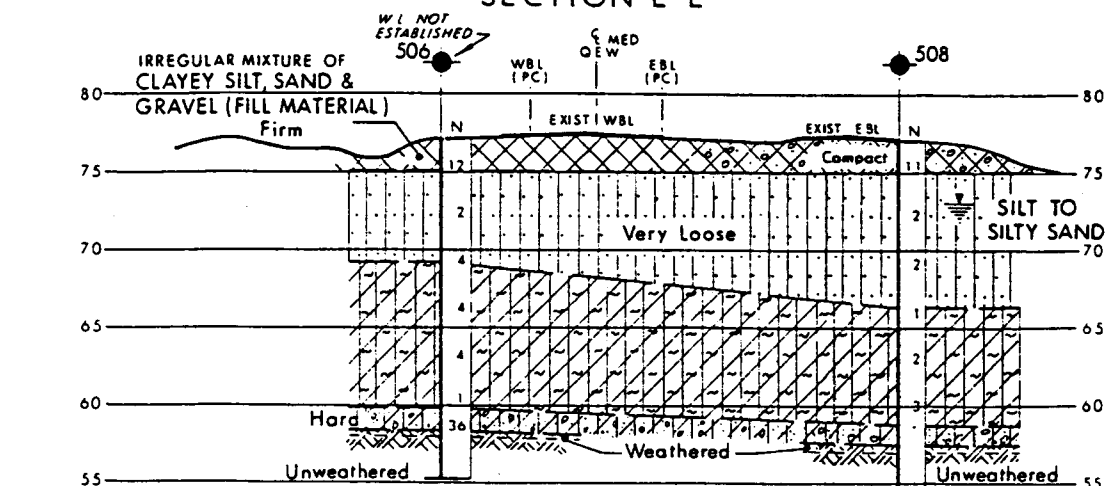 SECTION E-E
W L NOT
ESTABLISHED
506
508
℄ MED
QEW
WBL
(PC)
EBL
(PC)
IRREGULAR MIXTURE OF
CLAYEY SILT, SAND &
GRAVEL (FILL MATERIAL)
Firm
80
80
N
EXIST WBL
EXIST EBL
N
12
Compact
11
75
75
2
Very Loose
2
SILT TO
SILTY SAND
70
70
4
2
4
1
65
65
4
2
60
1
3
60
Hard
36
Weathered
Unweathered
Unweathered
55
55